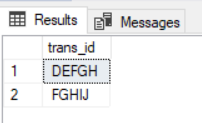 Results Messages
trans_id
1 DEFGH
2 FGHIJ